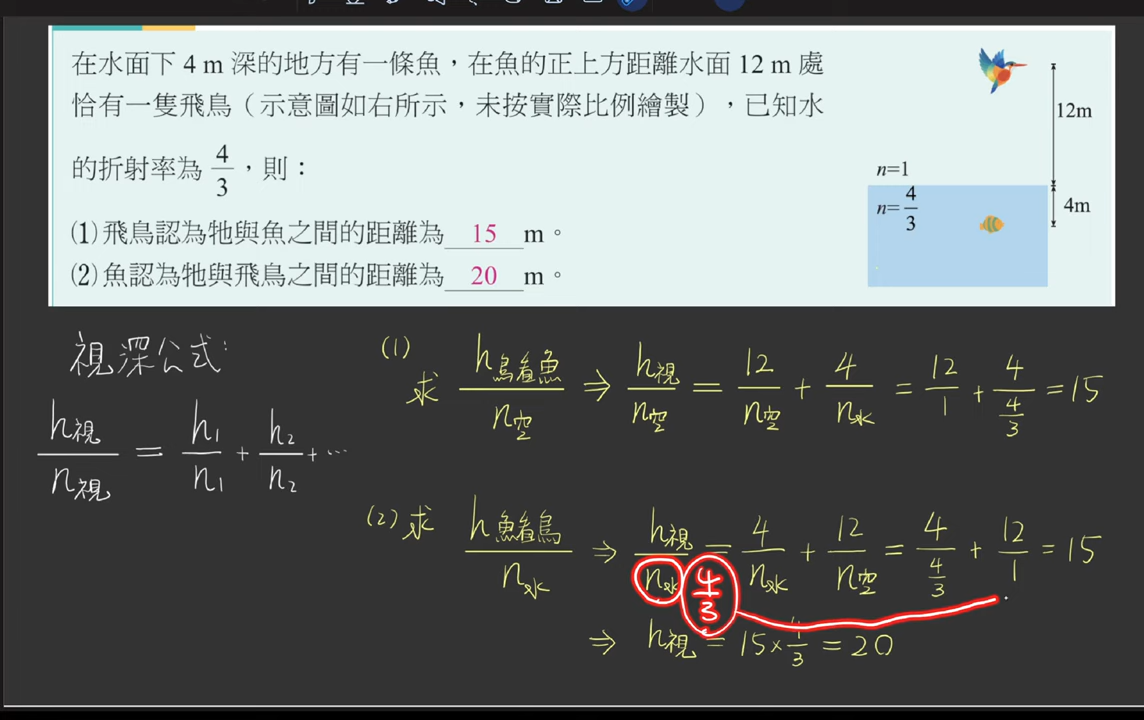 在水面下 4 m 深的地方有一條魚，在魚的正上方距離水面 12 m 處
恰有一隻飛鳥（示意圖如右所示，未按實際比例繪製），已知水
的折射率為 4/3，則：
(1) 飛鳥認為牠與魚之間的距離為 15 m。
(2) 魚認為牠與飛鳥之間的距離為 20 m。
12m
n=1
n=4/3
4m
視深公式：
h視/n視 = h1/n1 + h2/n2 + …
(1)
求 h鳥看魚/n空 ⇒ h視/n空 = 12/n空 + 4/n水 = 12/1 + 4/(4/3) = 15
(2) 求 h魚看鳥/n水 ⇒ h視/n水 = 4/n水 + 12/n空 = 4/(4/3) + 12/1 = 15
4/3
⇒ h視 = 15 × 4/3 = 20